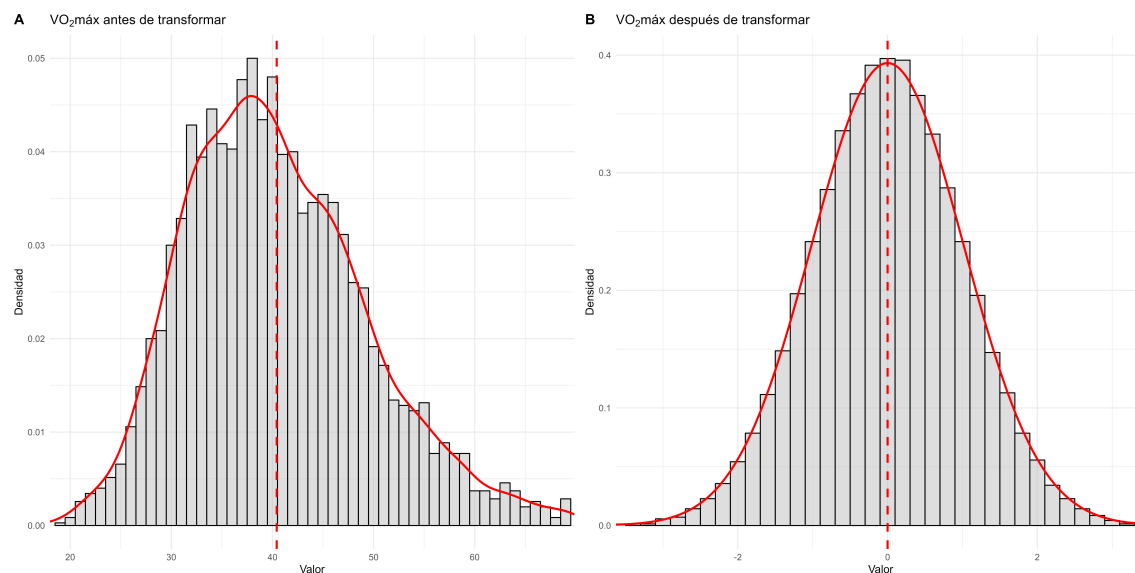 A VO₂máx antes de transformar
0.05
0.04
0.03
0.02
0.01
0.00
Densidad
20 30 40 50 60
Valor
B VO₂máx después de transformar
0.4
0.3
0.2
0.1
0.0
Densidad
-2 0 2
Valor